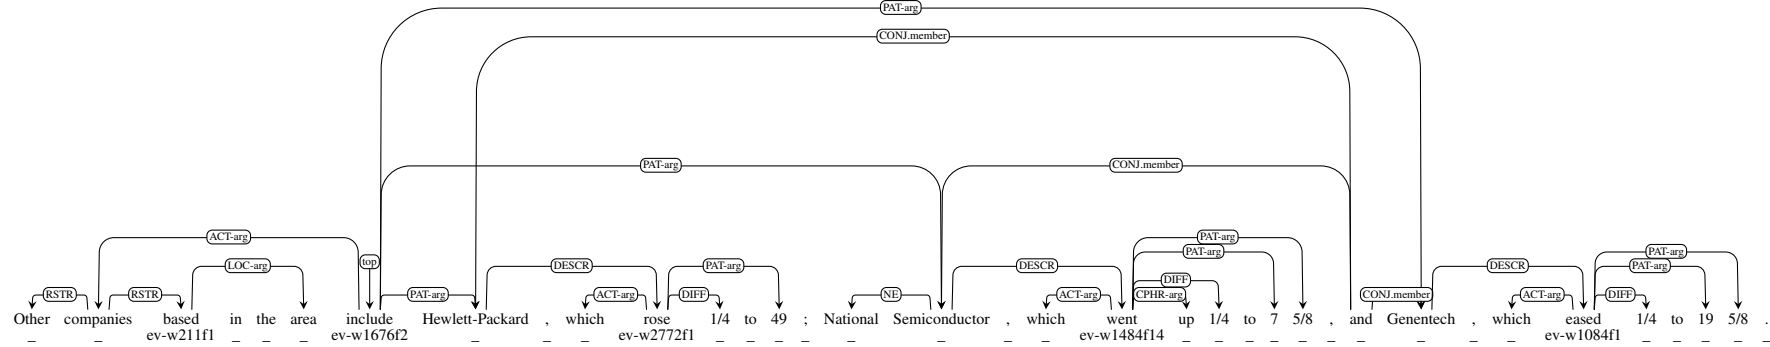 PAT-arg
CONJ.member
PAT-arg CONJ.member
ACT-arg PAT-arg PAT-arg
top PAT-arg
RSTR RSTR LOC-arg DESCR PAT-arg DESCR DIFF DESCR PAT-arg
PAT-arg ACT-arg DIFF NE ACT-arg CPHR-arg CONJ.member ACT-arg DIFF
Other companies based in the area include Hewlett-Packard , which rose 1/4 to 49 ; National Semiconductor , which went up 1/4 to 7 5/8 , and Genentech , which eased 1/4 to 19 5/8 .
_ _ ev-w211f1 _ _ _ ev-w1676f2 _ _ _ ev-w2772f1 _ _ _ _ _ _ _ _ ev-w1484f14 _ _ _ _ _ _ _ _ _ _ ev-w1084f1 _ _ _ _ _